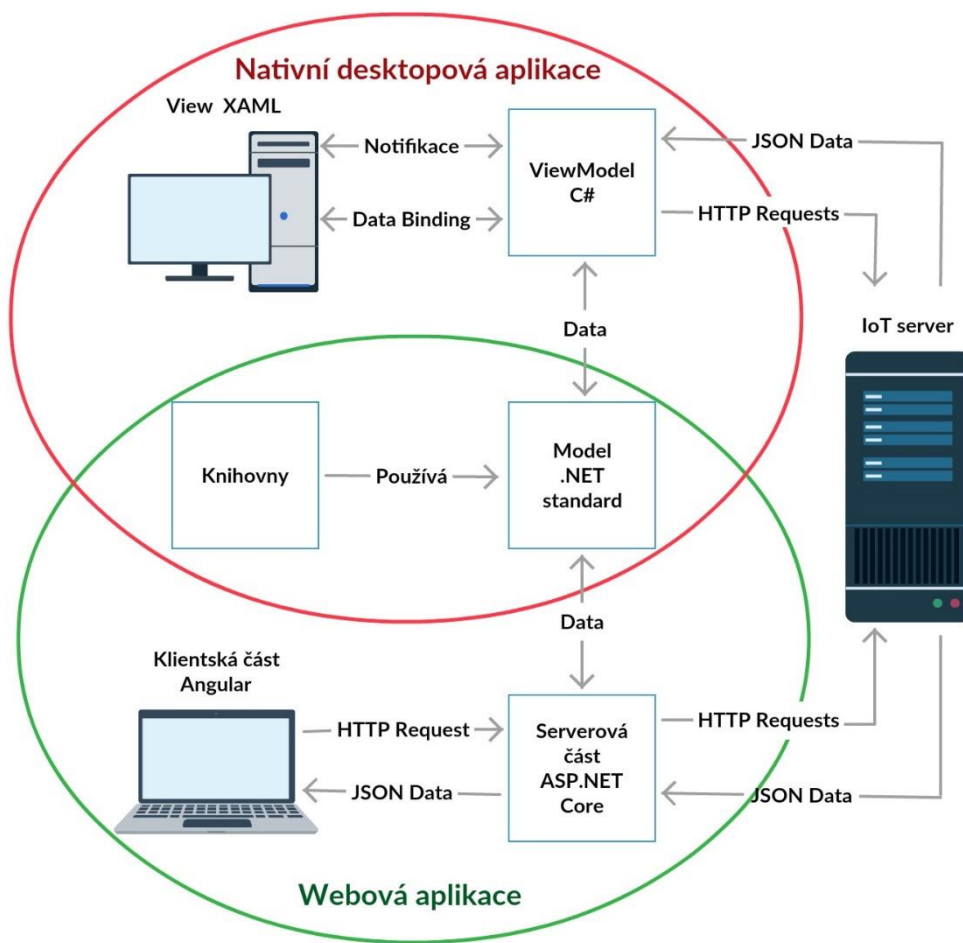 Nativní desktopová aplikace
View XAML
Notifikace
ViewModel
C#
JSON Data
Data Binding
HTTP Requests
Data
IoT server
Knihovny
Používá
Model
.NET
standard
Data
Klientská část
Angular
HTTP Request
JSON Data
Serverová
část
ASP.NET
Core
HTTP Requests
JSON Data
Webová aplikace